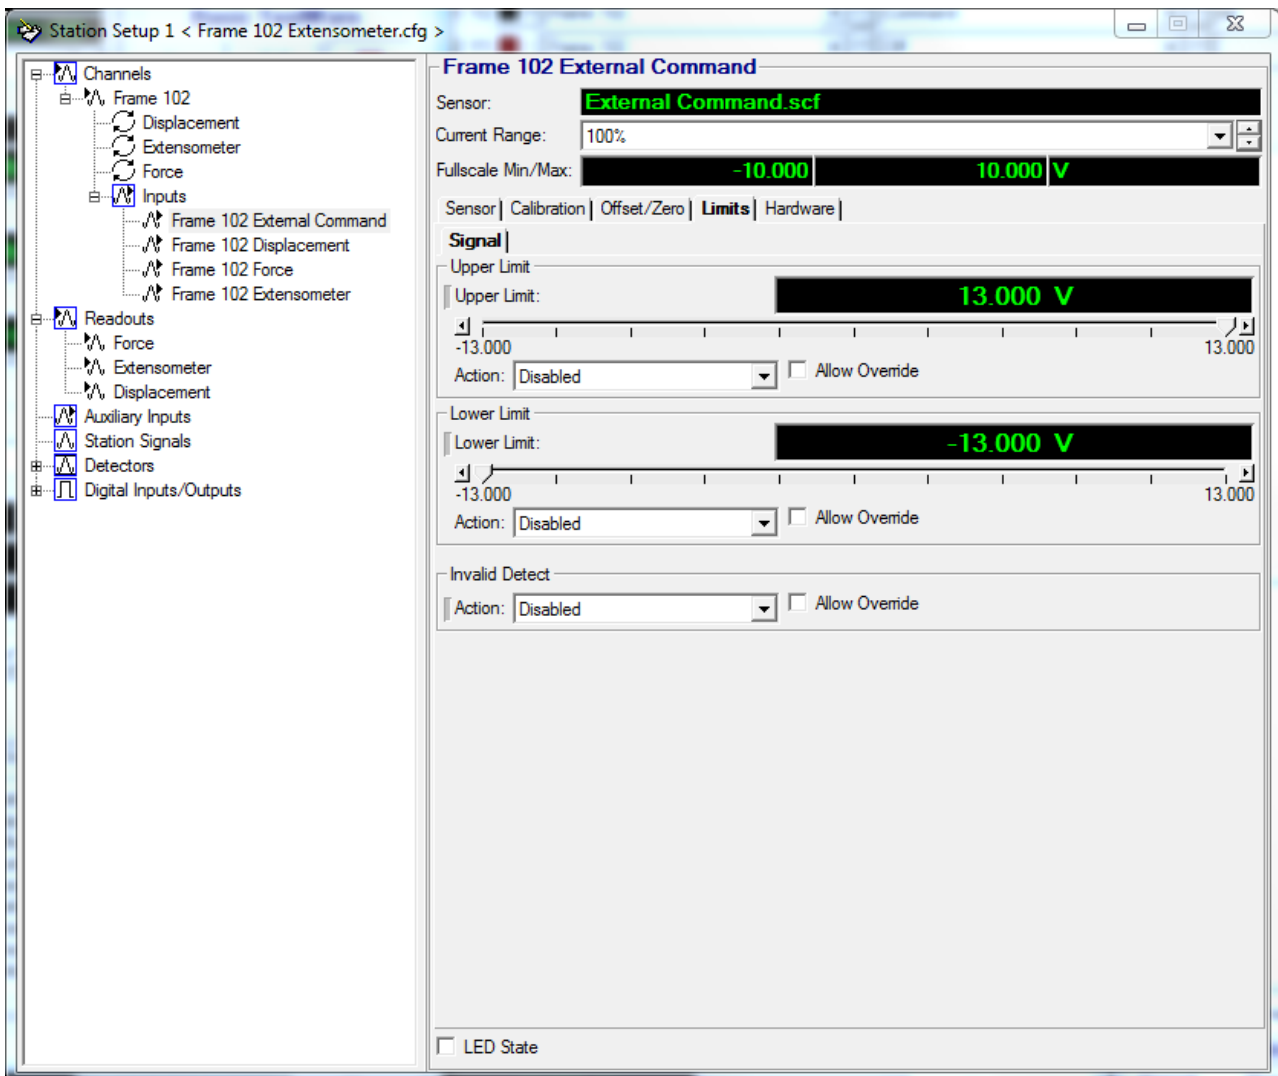 Station Setup 1 < Frame 102 Extensometer.cfg >
Channels
Frame 102
Displacement
Extensometer
Force
Inputs
Frame 102 External Command
Frame 102 Displacement
Frame 102 Force
Frame 102 Extensometer
Readouts
Force
Extensometer
Displacement
Auxiliary Inputs
Station Signals
Detectors
Digital Inputs/Outputs
Frame 102 External Command
Sensor: External Command.scf
Current Range: 100%
Fullscale Min/Max: -10.000 10.000 V
Sensor Calibration Offset/Zero Limits Hardware
Signal
Upper Limit
Upper Limit: 13.000 V
-13.000 13.000
Action: Disabled Allow Override
Lower Limit
Lower Limit: -13.000 V
-13.000 13.000
Action: Disabled Allow Override
Invalid Detect
Action: Disabled Allow Override
LED State